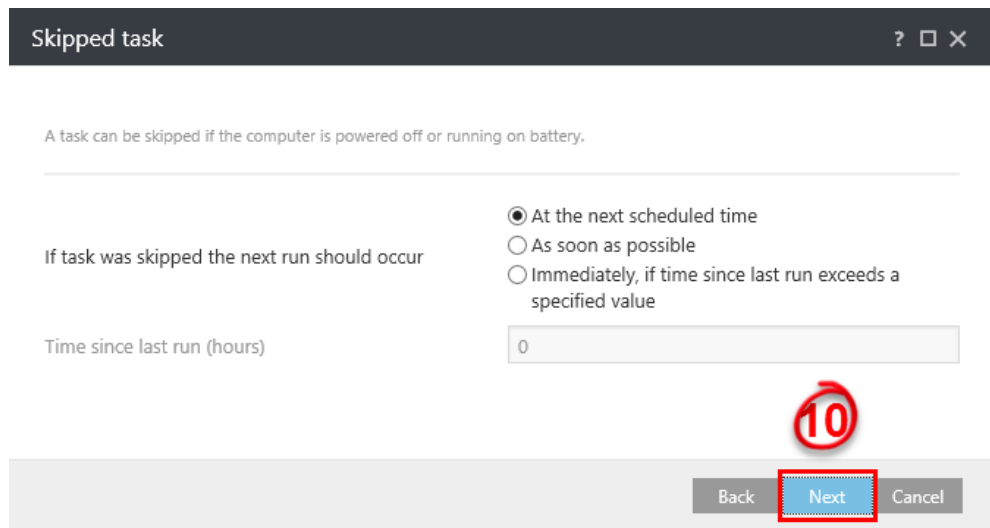 Skipped task ?
A task can be skipped if the computer is powered off or running on battery.
If task was skipped the next run should occur
At the next scheduled time
As soon as possible
Immediately, if time since last run exceeds a
specified value
Time since last run (hours) 0
10
Back Next Cancel